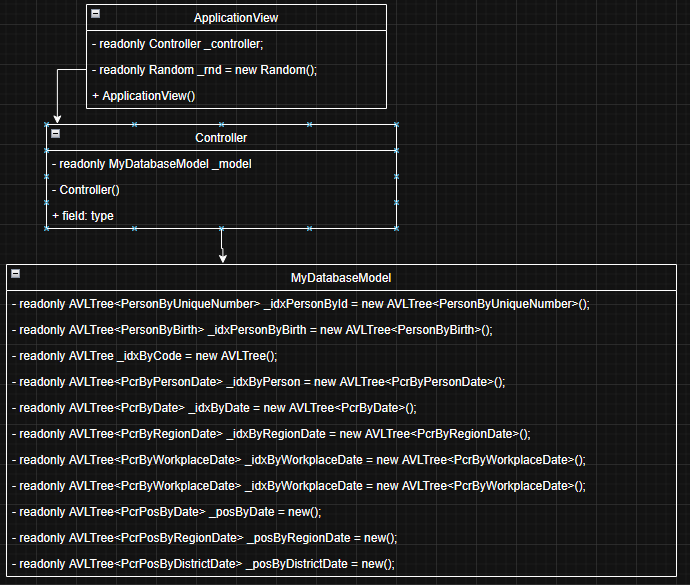 ApplicationView
- readonly Controller _controller;
- readonly Random _rnd = new Random();
+ ApplicationView()
Controller
- readonly MyDatabaseModel _model
- Controller()
+ field: type
MyDatabaseModel
- readonly AVLTree<PersonByUniqueNumber> _idxPersonById = new AVLTree<PersonByUniqueNumber>();
- readonly AVLTree<PersonByBirth> _idxPersonByBirth = new AVLTree<PersonByBirth>();
- readonly AVLTree _idxByCode = new AVLTree();
- readonly AVLTree<PcrByPersonDate> _idxByPerson = new AVLTree<PcrByPersonDate>();
- readonly AVLTree<PcrByDate> _idxByDate = new AVLTree<PcrByDate>();
- readonly AVLTree<PcrByRegionDate> _idxByRegionDate = new AVLTree<PcrByRegionDate>();
- readonly AVLTree<PcrByWorkplaceDate> _idxByWorkplaceDate = new AVLTree<PcrByWorkplaceDate>();
- readonly AVLTree<PcrByWorkplaceDate> _idxByWorkplaceDate = new AVLTree<PcrByWorkplaceDate>();
- readonly AVLTree<PcrPosByDate> _posByDate = new();
- readonly AVLTree<PcrPosByRegionDate> _posByRegionDate = new();
- readonly AVLTree<PcrPosByDistrictDate> _posByDistrictDate = new();